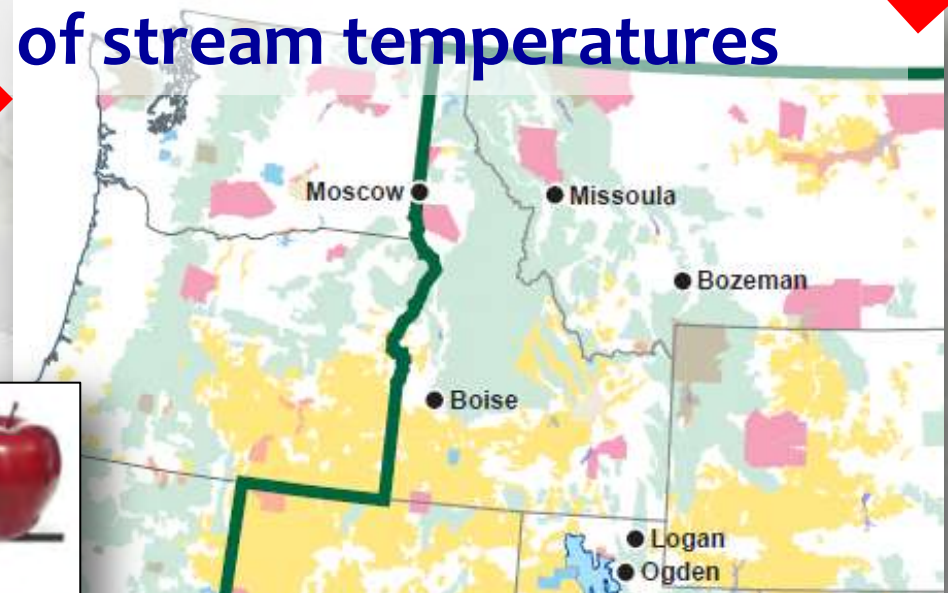 of stream temperatures
Moscow
Missoula
Bozeman
Boise
Logan
Ogden